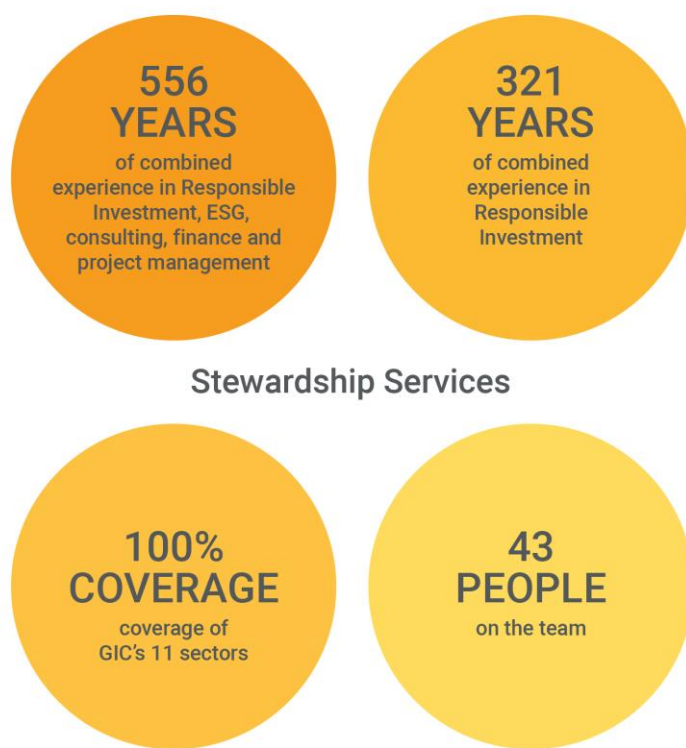 556
YEARS
of combined
experience in Responsible
Investment, ESG,
consulting, finance and
project management
321
YEARS
of combined
experience in
Responsible
Investment
Stewardship Services
100%
COVERAGE
coverage of
GIC’s 11 sectors
43
PEOPLE
on the team